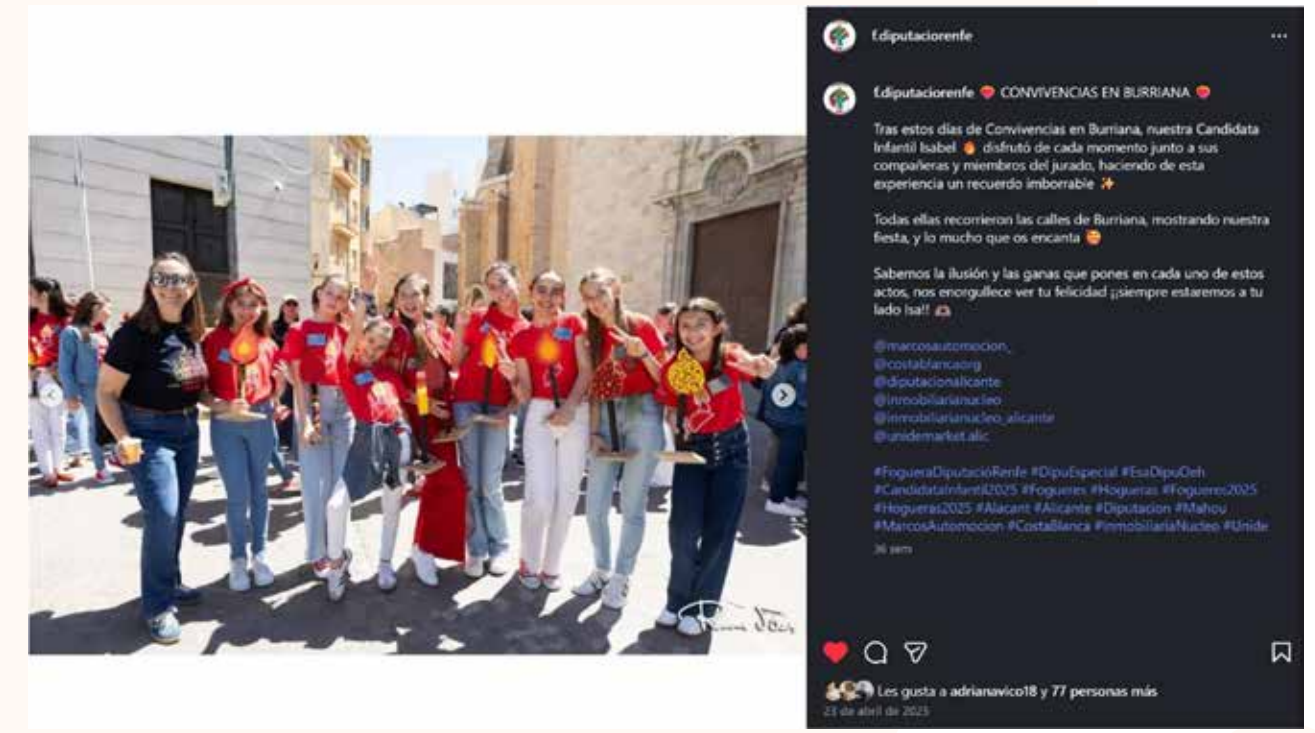 f.diputaciorenfe
f.diputaciorenfe ❤️ CONVIVENCIAS EN BURRIANA ❤️
Tras estos días de Convivencias en Burriana, nuestra Candidata
Infantil Isabel 🔥 disfrutó de cada momento junto a sus
compañeras y miembros del jurado, haciendo de esta
experiencia un recuerdo imborrable ✨
Todas ellas recorrieron las calles de Burriana, mostrando nuestra
fiesta, y lo mucho que os encanta 🥰
Sabemos la ilusión y las ganas que pones en cada uno de estos
actos, nos enorgullece ver tu felicidad ¡¡siempre estaremos a tu
lado Isa!! 🫶🏻
@marcosautomocion_
@costablancaorg
@diputacionalicante
@inmobiliarianucleo
@inmobiliarianucleo_alicante
@unidemarket.alic
#FogueraDiputacióRenfe #DipuEspecial #EsaDipuOeh
#CandidataInfantil2025 #Fogueres #Hogueras #Fogueres2025
#Hogueras2025 #Alacant #Alicante #Diputacion #Mahou
#MarcosAutomocion #CostaBlanca #InmobiliariaNucleo #Unide
36 sem
Les gusta a adrianavico18 y 77 personas más
23 de abril de 2025